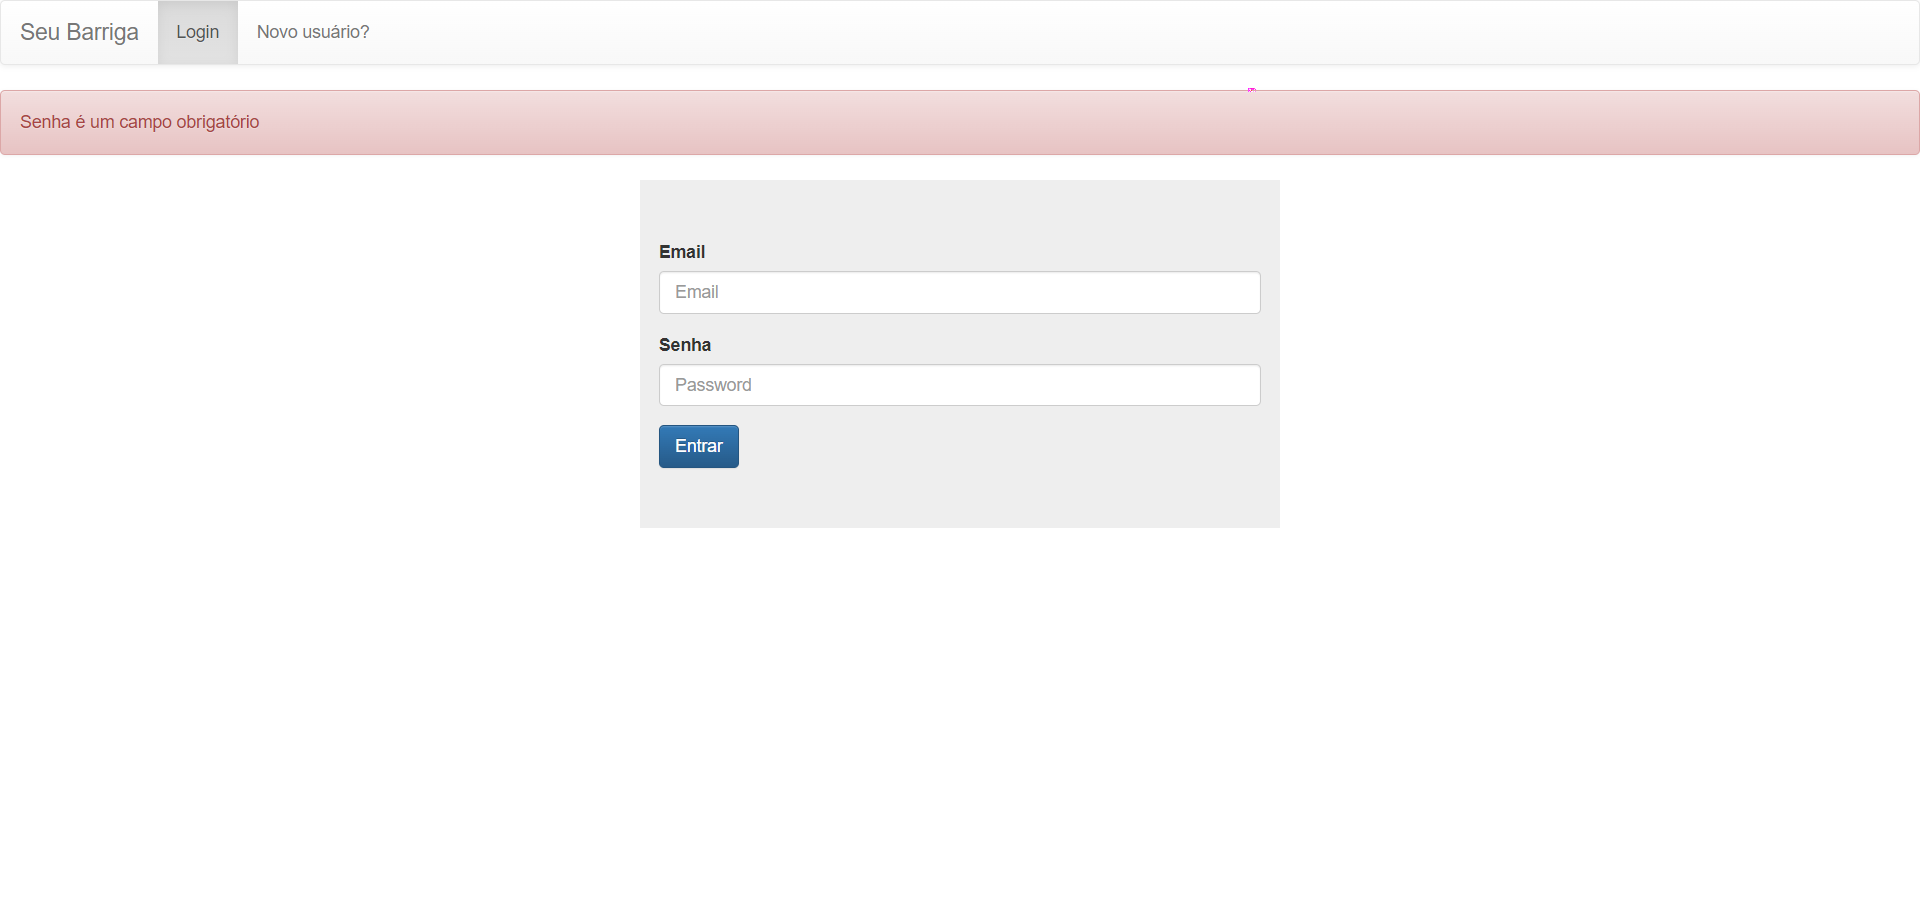 Seu Barriga Login Novo usuário?
Senha é um campo obrigatório
Email
Email
Senha
Password
Entrar